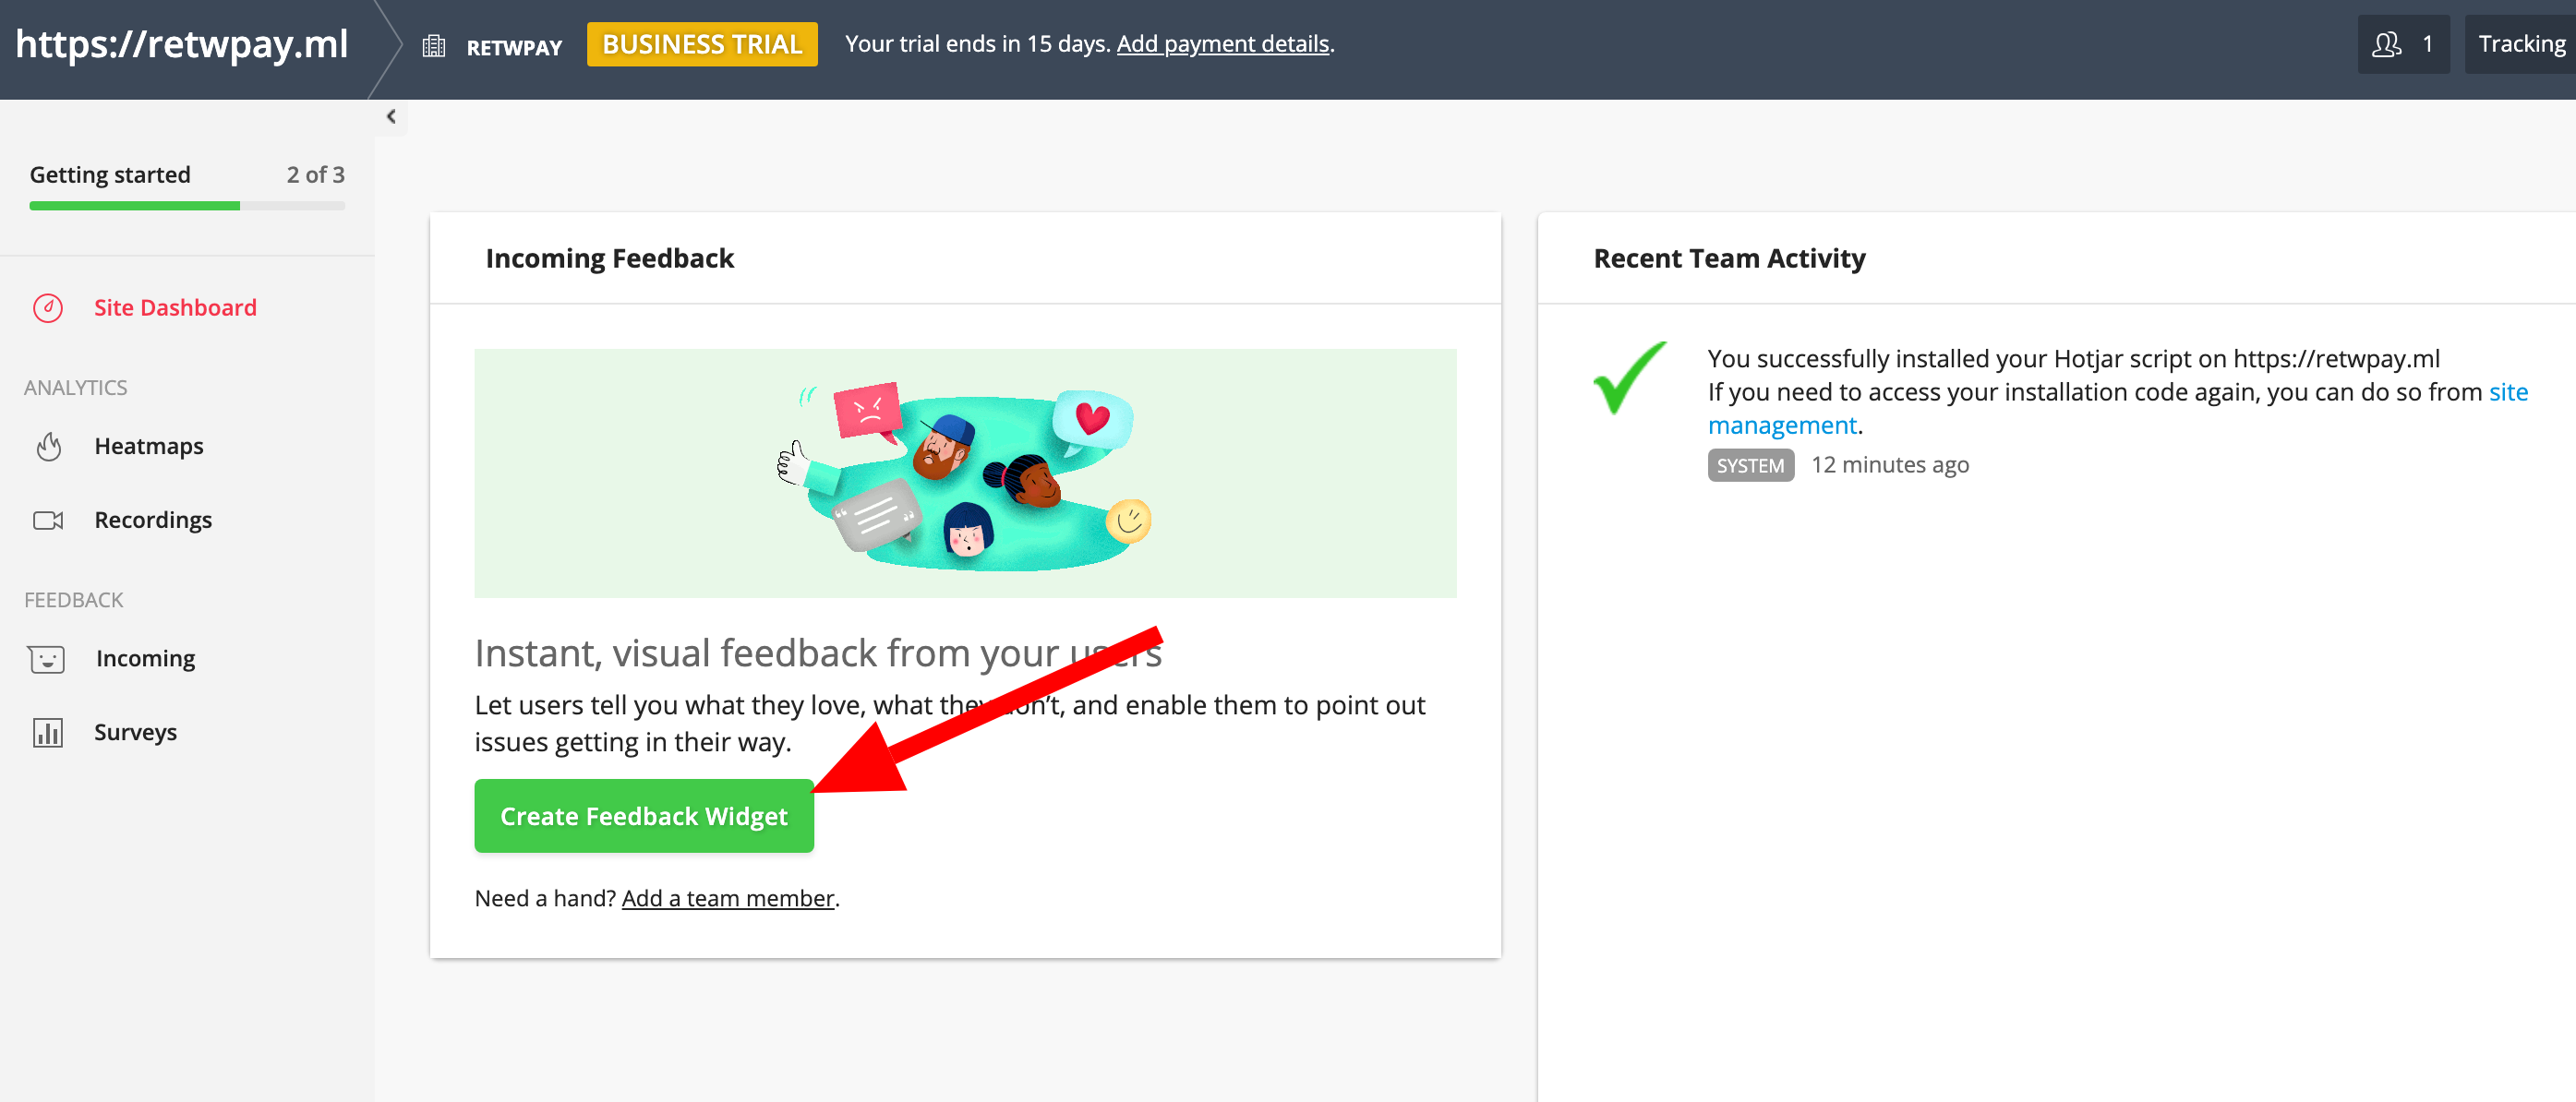 https://retwpay.ml
RETWPAY
BUSINESS TRIAL
Your trial ends in 15 days. Add payment details.
1
Tracking
Getting started
2 of 3
Site Dashboard
ANALYTICS
Heatmaps
Recordings
FEEDBACK
Incoming
Surveys
Incoming Feedback
Instant, visual feedback from your users
Let users tell you what they love, what they don't, and enable them to point out
issues getting in their way.
Create Feedback Widget
Need a hand? Add a team member.
Recent Team Activity
You successfully installed your Hotjar script on https://retwpay.ml
If you need to access your installation code again, you can do so from site
management.
SYSTEM
12 minutes ago